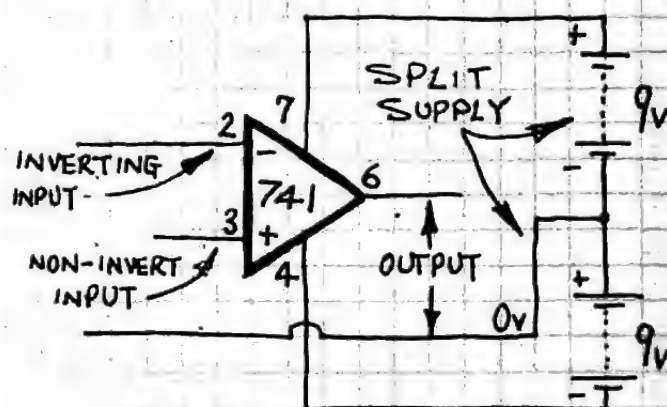 +
SPLIT
SUPPLY
9v
-
7
2
-
INVERTING
INPUT
741
6
3
+
NON-INVERT
INPUT
4
OUTPUT
0v
+
9v
-